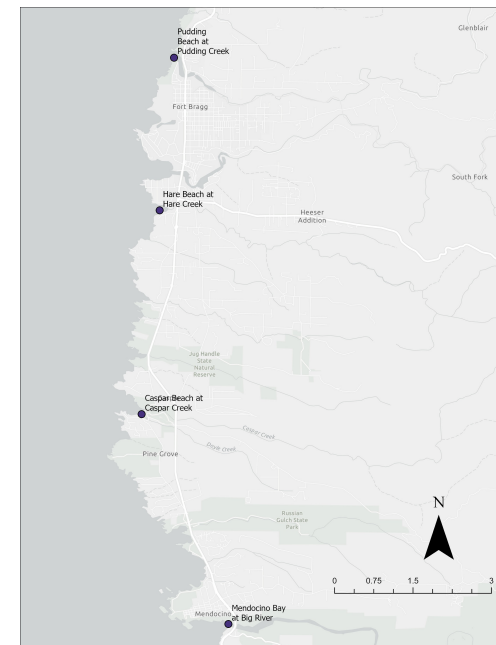 Pudding
Beach at
Pudding Creek
Glenblair
Fort Bragg
South Fork
Hare Beach at
Hare Creek
Heeser
Addition
Jug Handle
State
Natural
Reserve
Caspar Beach at
Caspar Creek
Caspar Creek
Doyle Creek
Pine Grove
N
Russian
Gulch State
Park
0 0.75 1.5 3
Mendocino Bay
at Big River
Mendocino